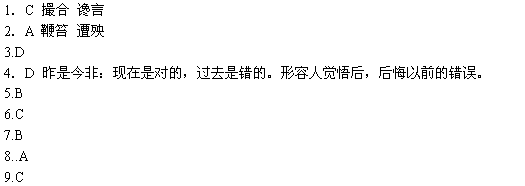 1．C 撮合 谗言
2．A 鞭笞 遭殃
3.D
4．D 昨是今非：现在是对的，过去是错的。形容人觉悟后，后悔以前的错误。
5.B
6.C
7.B
8..A
9.C